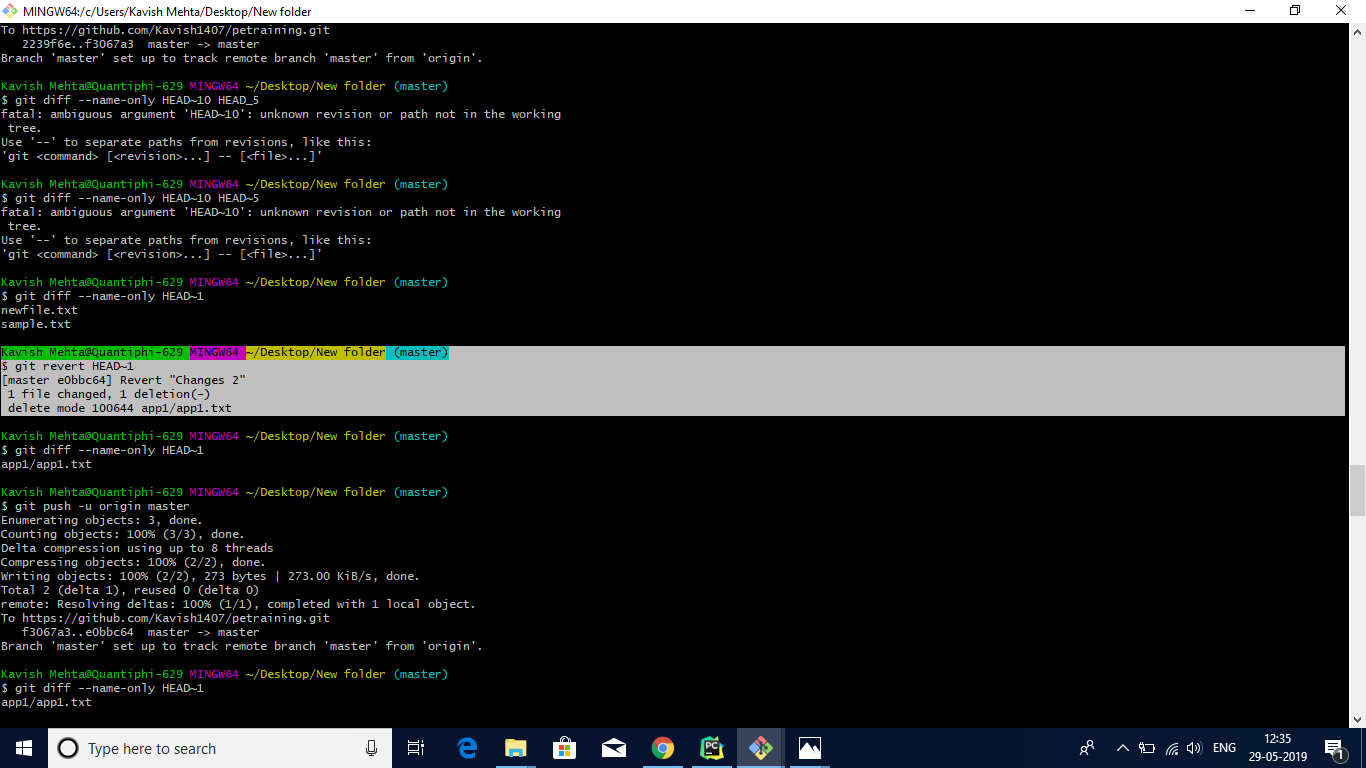 MINGW64:/c/Users/Kavish Mehta/Desktop/New folder
To https://github.com/Kavish1407/petraining.git
   2239f6e..f3067a3  master -> master
Branch 'master' set up to track remote branch 'master' from 'origin'.
Kavish Mehta@Quantiphi-629 MINGW64 ~/Desktop/New folder (master)
$ git diff --name-only HEAD~10 HEAD_5
fatal: ambiguous argument 'HEAD~10': unknown revision or path not in the working
 tree.
Use '--' to separate paths from revisions, like this:
'git <command> [<revision>...] -- [<file>...]'
Kavish Mehta@Quantiphi-629 MINGW64 ~/Desktop/New folder (master)
$ git diff --name-only HEAD~10 HEAD~5
fatal: ambiguous argument 'HEAD~10': unknown revision or path not in the working
 tree.
Use '--' to separate paths from revisions, like this:
'git <command> [<revision>...] -- [<file>...]'
Kavish Mehta@Quantiphi-629 MINGW64 ~/Desktop/New folder (master)
$ git diff --name-only HEAD~1
newfile.txt
sample.txt
Kavish Mehta@Quantiphi-629 MINGW64 ~/Desktop/New folder (master)
$ git revert HEAD~1
[master e0bbc64] Revert "Changes 2"
 1 file changed, 1 deletion(-)
 delete mode 100644 app1/app1.txt
Kavish Mehta@Quantiphi-629 MINGW64 ~/Desktop/New folder (master)
$ git diff --name-only HEAD~1
app1/app1.txt
Kavish Mehta@Quantiphi-629 MINGW64 ~/Desktop/New folder (master)
$ git push -u origin master
Enumerating objects: 3, done.
Counting objects: 100% (3/3), done.
Delta compression using up to 8 threads
Compressing objects: 100% (2/2), done.
Writing objects: 100% (2/2), 273 bytes | 273.00 KiB/s, done.
Total 2 (delta 1), reused 0 (delta 0)
remote: Resolving deltas: 100% (1/1), completed with 1 local object.
To https://github.com/Kavish1407/petraining.git
   f3067a3..e0bbc64  master -> master
Branch 'master' set up to track remote branch 'master' from 'origin'.
Kavish Mehta@Quantiphi-629 MINGW64 ~/Desktop/New folder (master)
$ git diff --name-only HEAD~1
app1/app1.txt
Type here to search
PC
ENG
12:35
29-05-2019
1